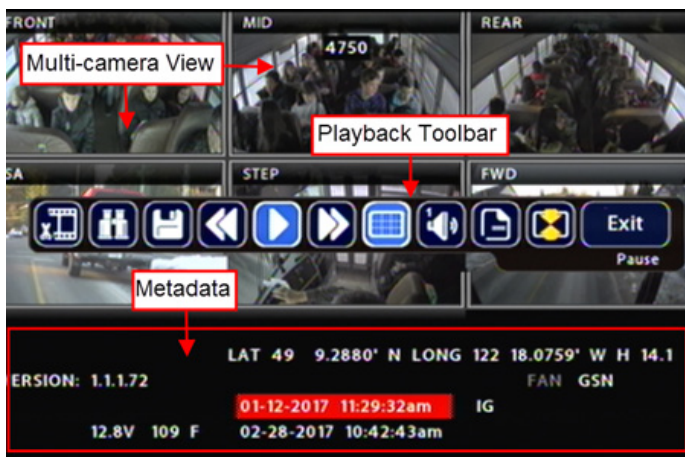 FRONT
MID
REAR
4750
Multi-camera View
Playback Toolbar
SA
STEP
FWD
1
Exit
Pause
Metadata
LAT 49 9.2880' N LONG 122 18.0759' W H 14.1
ERSION: 1.1.1.72
FAN GSN
01-12-2017 11:29:32am IG
12.8V 109 F 02-28-2017 10:42:43am